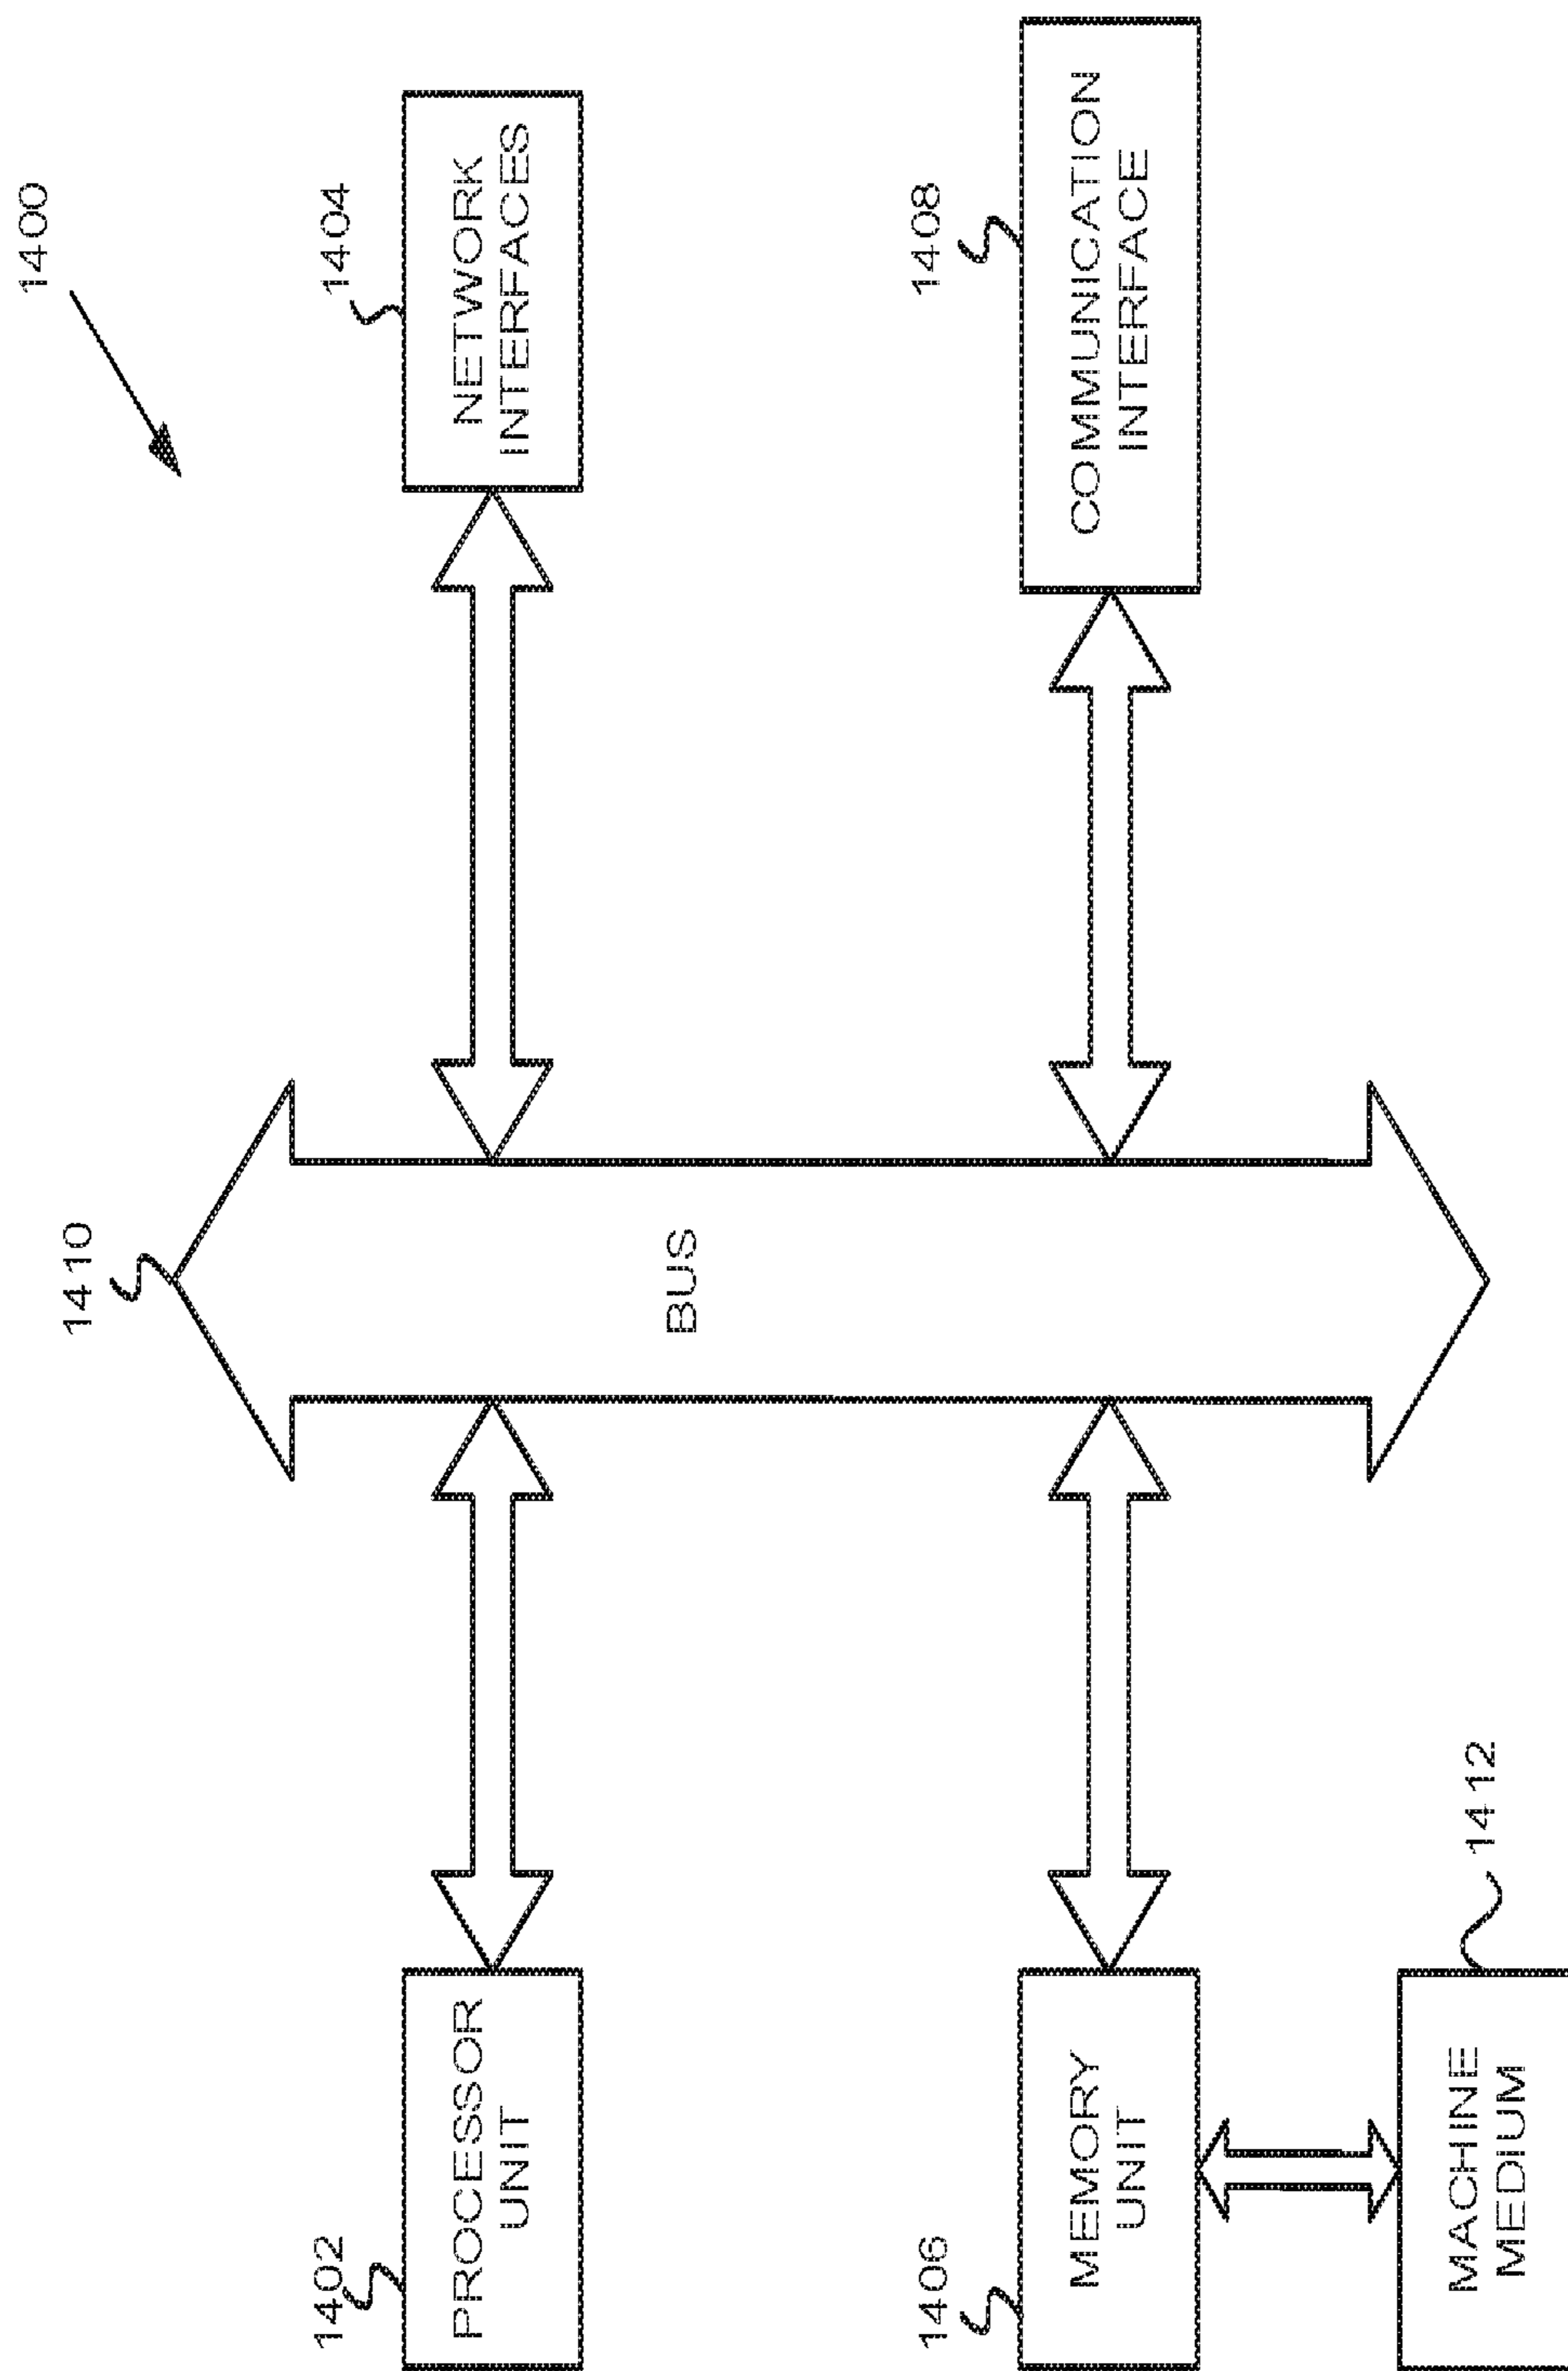 1400
1410
1402
PROCESSOR
UNIT
1404
NETWORK
INTERFACES
BUS
1406
MEMORY
UNIT
1408
COMMUNICATION
INTERFACE
MACHINE
MEDIUM
1412